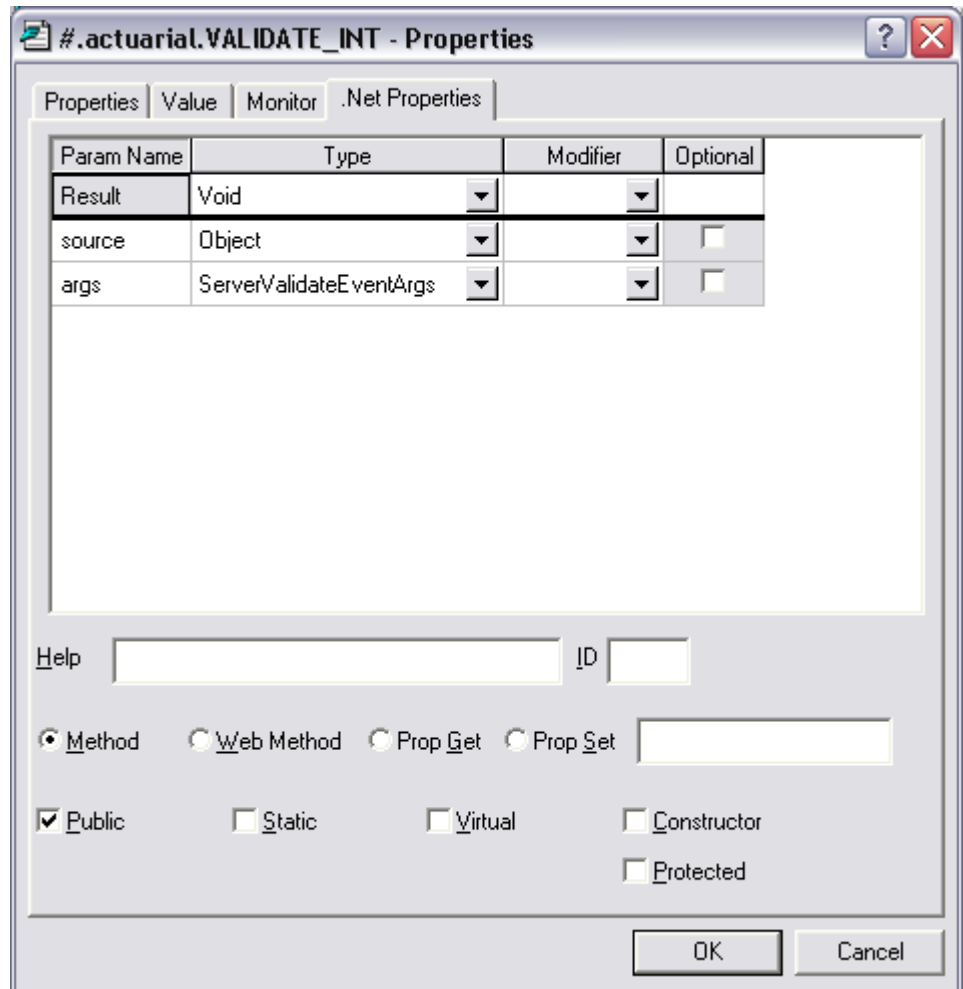 #.actuarial.VALIDATE_INT - Properties ?
Properties Value Monitor .Net Properties
Param Name Type Modifier Optional
Result Void
source Object
args ServerValidateEventArgs
Help ID
Method Web Method Prop Get Prop Set
Public Static Virtual Constructor
Protected
OK Cancel